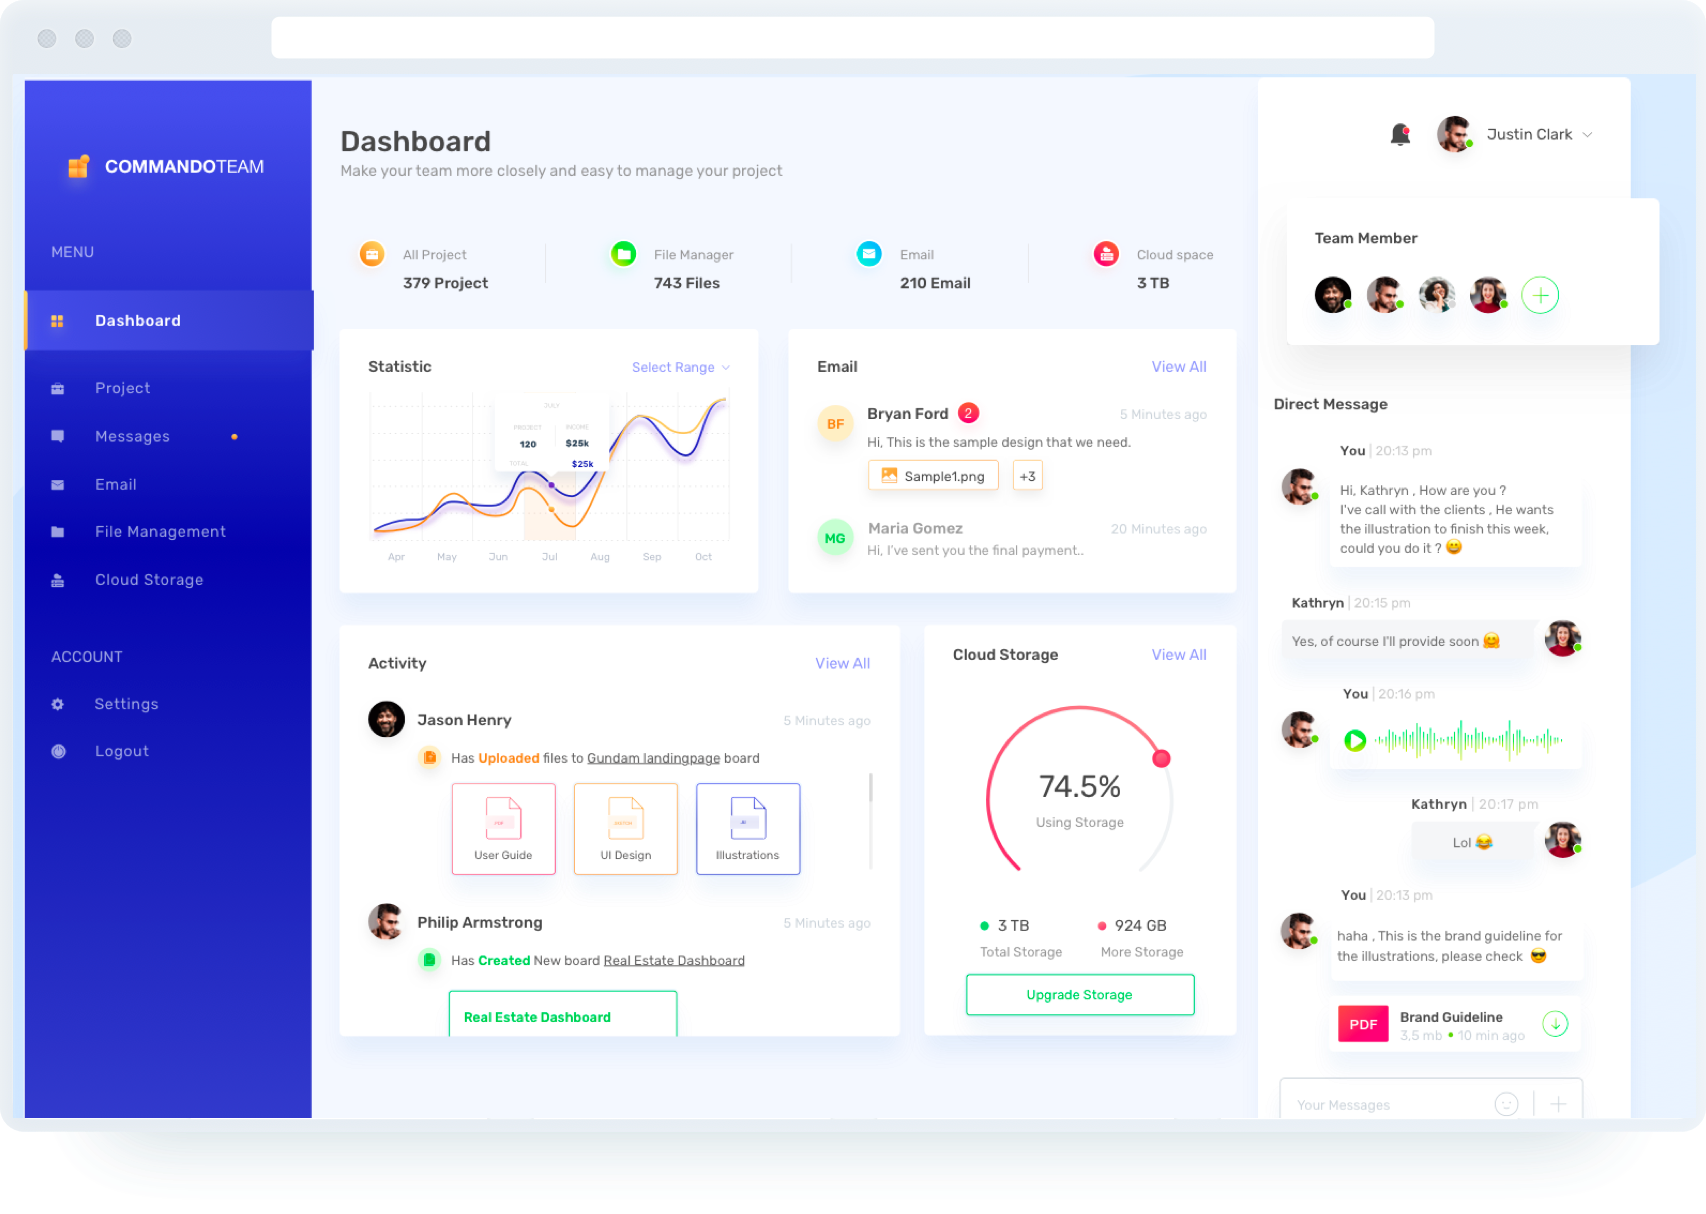 COMMANDOTEAM
MENU
Dashboard
Project
Messages
Email
File Management
Cloud Storage
ACCOUNT
Settings
Logout
Dashboard
Make your team more closely and easy to manage your project
All Project
379 Project
File Manager
743 Files
Email
210 Email
Cloud space
3 TB
Statistic
Select Range
JULY
PROJECT
INCOME
120
$25k
TOTAL
$25k
Apr May Jun Jul Aug Sep Oct
Email
View All
BF
Bryan Ford 2
5 Minutes ago
Hi, This is the sample design that we need.
Sample1.png
+3
MG
Maria Gomez
20 Minutes ago
Hi, I've sent you the final payment..
Activity
View All
Jason Henry
5 Minutes ago
Has Uploaded files to Gundam landingpage board
PDF
User Guide
UI Design
Illustrations
Philip Armstrong
5 Minutes ago
Has Created New board Real Estate Dashboard
Real Estate Dashboard
Cloud Storage
View All
74.5%
Using Storage
3 TB
Total Storage
924 GB
More Storage
Upgrade Storage
Justin Clark
Team Member
Direct Message
You | 20:13 pm
Hi, Kathryn , How are you ?
I've call with the clients , He wants
the illustration to finish this week,
could you do it ? 😄
Kathryn | 20:15 pm
Yes, of course I'll provide soon 🤗
You | 20:16 pm
Kathryn | 20:17 pm
Lol 😂
You | 20:13 pm
haha , This is the brand guideline for
the illustrations, please check 😎
PDF
Brand Guideline
3,5 mb • 10 min ago
Your Messages